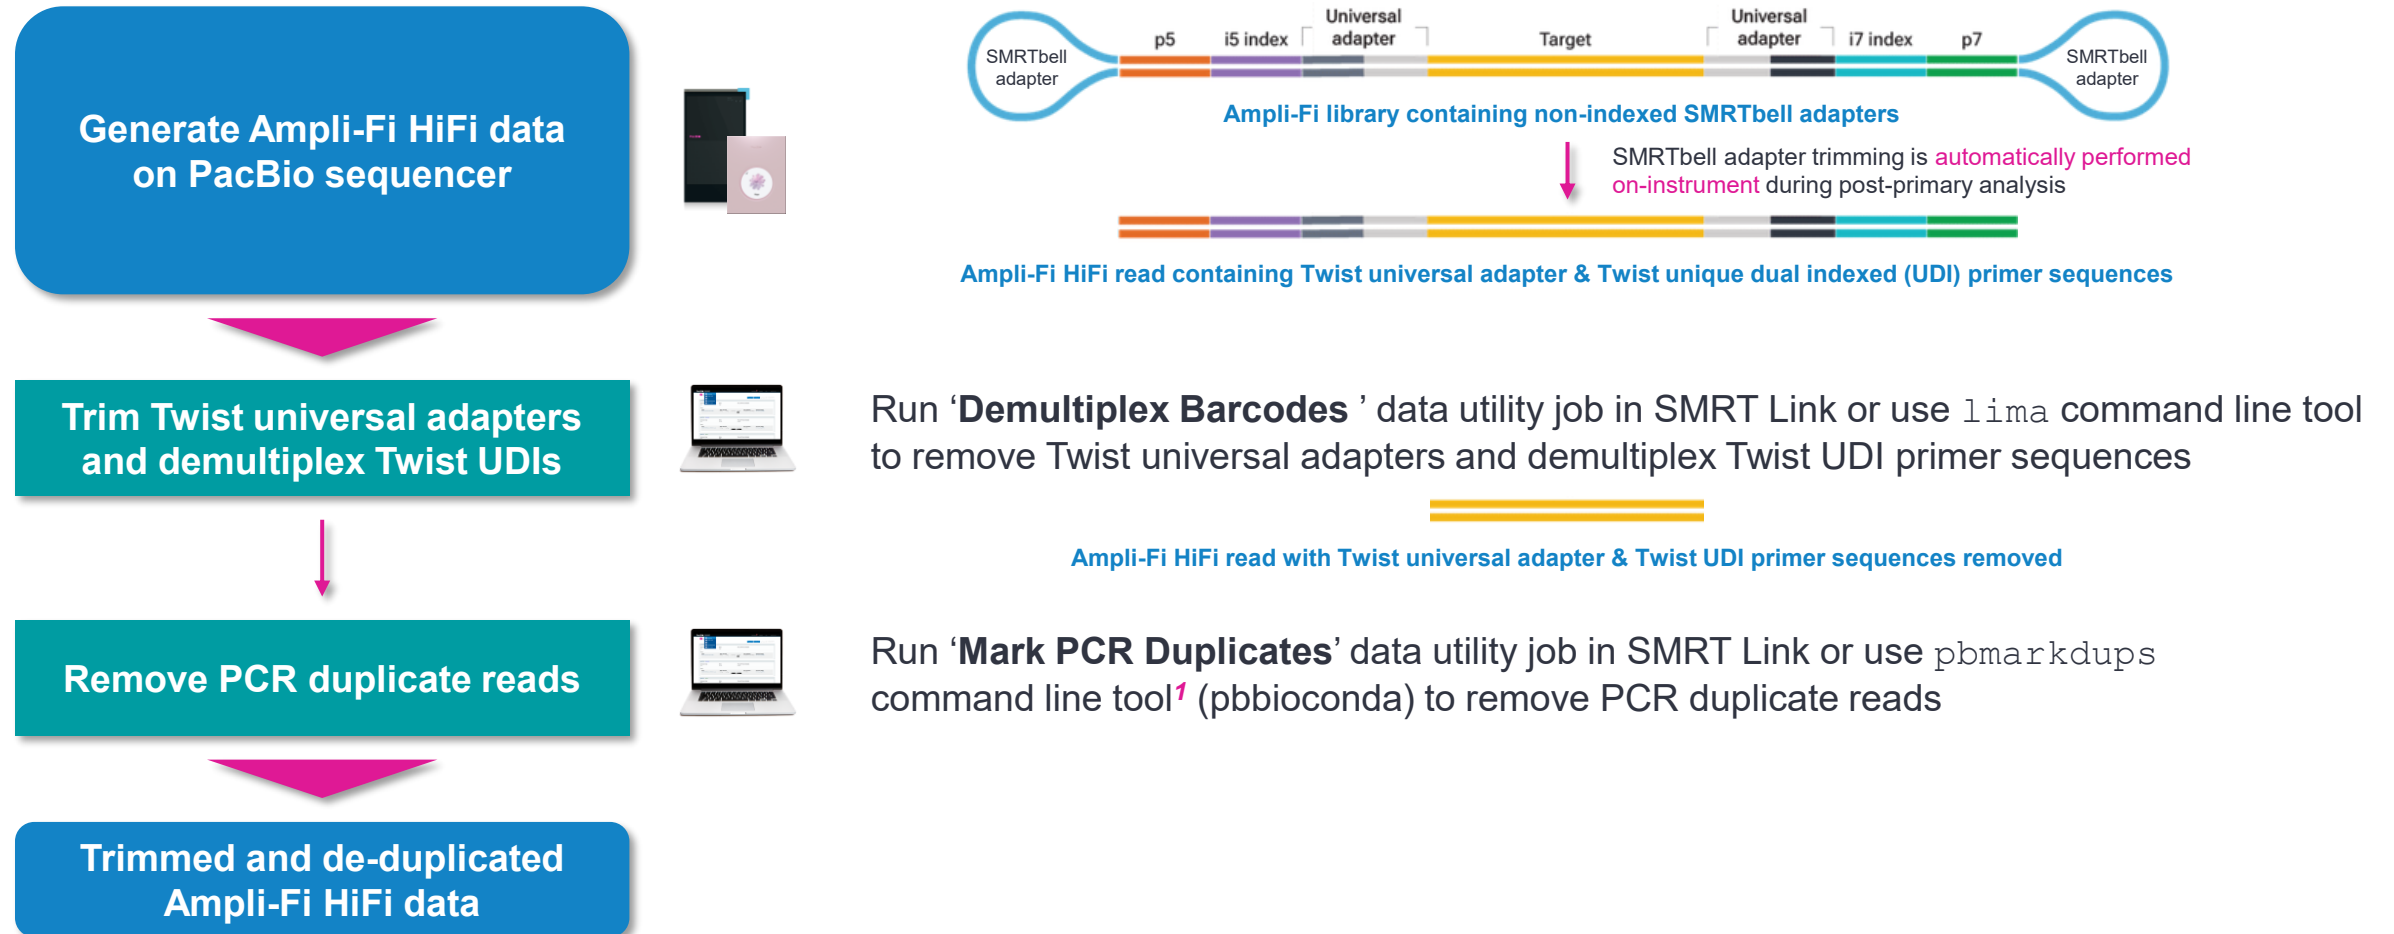 Generate Ampli-Fi HiFi data
on PacBio sequencer
Universal
adapter
Universal
adapter
p5
i5 index
Target
i7 index
p7
SMRTbell
adapter
SMRTbell
adapter
Ampli-Fi library containing non-indexed SMRTbell adapters
SMRTbell adapter trimming is automatically performed
on-instrument during post-primary analysis
Ampli-Fi HiFi read containing Twist universal adapter & Twist unique dual indexed (UDI) primer sequences
Trim Twist universal adapters
and demultiplex Twist UDIs
Run ‘Demultiplex Barcodes ’ data utility job in SMRT Link or use lima command line tool
to remove Twist universal adapters and demultiplex Twist UDI primer sequences
Ampli-Fi HiFi read with Twist universal adapter & Twist UDI primer sequences removed
Remove PCR duplicate reads
Run ‘Mark PCR Duplicates’ data utility job in SMRT Link or use pbmarkdups
command line tool1 (pbbioconda) to remove PCR duplicate reads
Trimmed and de-duplicated
Ampli-Fi HiFi data